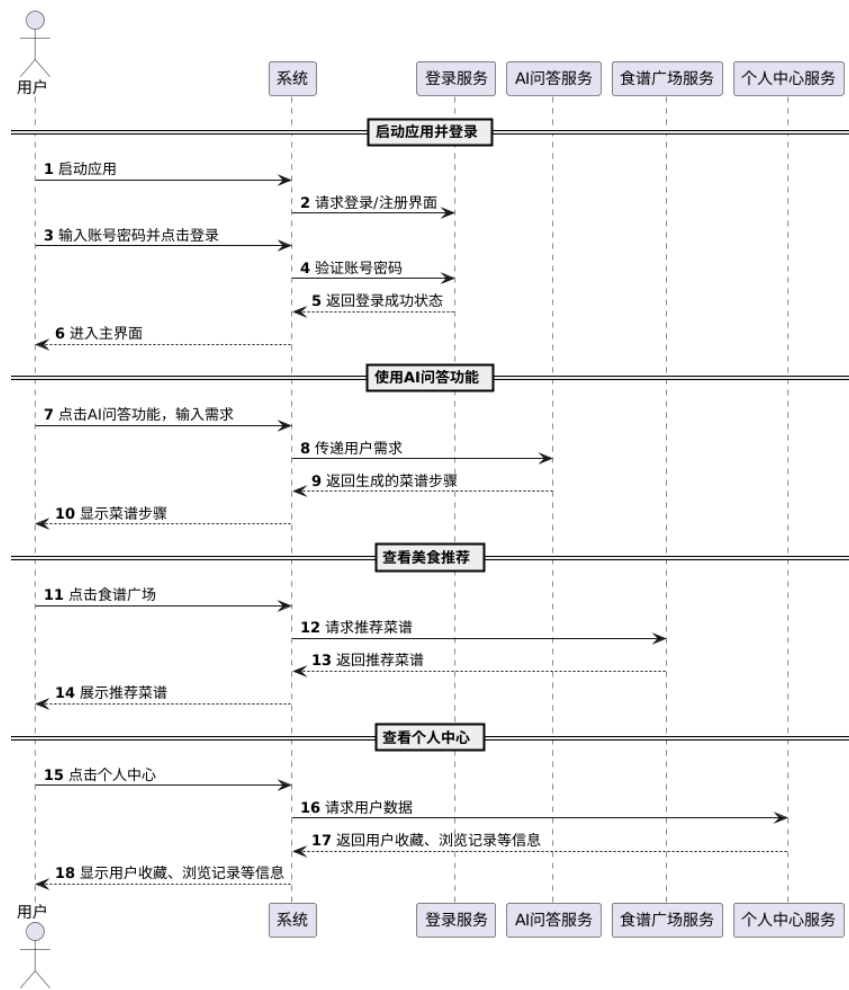 用户
系统
登录服务
AI问答服务
食谱广场服务
个人中心服务
启动应用并登录
1 启动应用
2 请求登录/注册界面
3 输入账号密码并点击登录
4 验证账号密码
5 返回登录成功状态
6 进入主界面
使用AI问答功能
7 点击AI问答功能，输入需求
8 传递用户需求
9 返回生成的菜谱步骤
10 显示菜谱步骤
查看美食推荐
11 点击食谱广场
12 请求推荐菜谱
13 返回推荐菜谱
14 展示推荐菜谱
查看个人中心
15 点击个人中心
16 请求用户数据
17 返回用户收藏、浏览记录等信息
18 显示用户收藏、浏览记录等信息
用户
系统
登录服务
AI问答服务
食谱广场服务
个人中心服务